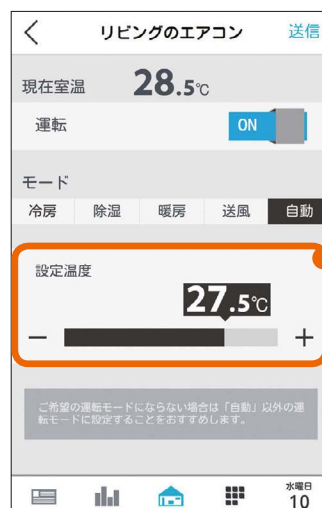 リビングのエアコン 送信
現在室温 28.5℃
運転 ON
モード
冷房 除湿 暖房 送風 自動
設定温度
27.5℃
− +
ご希望の運転モードにならない場合は「自動」以外の運
転モードに設定することをおすすめします。
水曜日
10